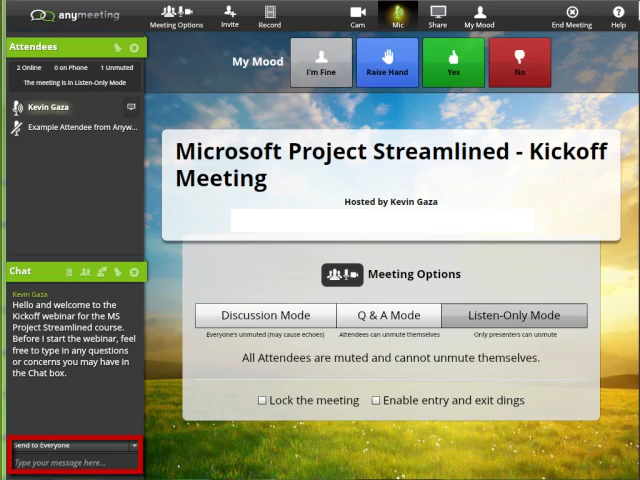 anymeeting
Meeting Options
Invite
Record
Cam
Mic
Share
My Mood
End Meeting
Help
Attendees
2 Online 0 on Phone 1 Unmuted
The meeting is in Listen-Only Mode
Kevin Gaza
Example Attendee from Anyw...
My Mood
I'm Fine
Raise Hand
Yes
No
Microsoft Project Streamlined - Kickoff
Meeting
Hosted by Kevin Gaza
Meeting Options
Discussion Mode
Q & A Mode
Listen-Only Mode
Everyone's unmuted (may cause echoes)
Attendees can unmute themselves
Only presenters can unmute
All Attendees are muted and cannot unmute themselves.
Lock the meeting
Enable entry and exit dings
Chat
Kevin Gaza
Hello and welcome to the
Kickoff webinar for the MS
Project Streamlined course.
Before I start the webinar, feel
free to type in any questions
or concerns you may have in
the Chat box.
Send to Everyone
Type your message here...